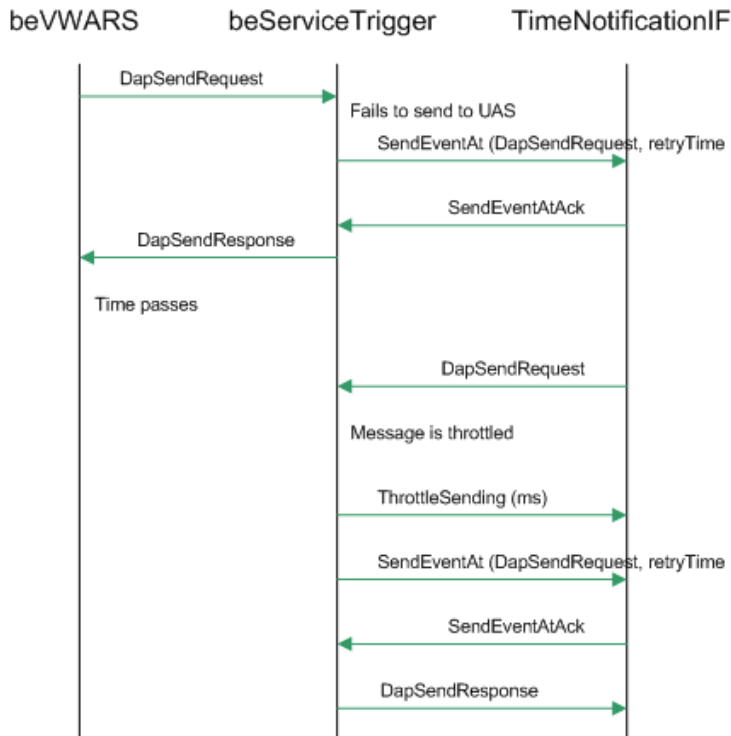 beVWARS beServiceTrigger TimeNotificationIF
DapSendRequest
Fails to send to UAS
SendEventAt (DapSendRequest, retryTime
SendEventAtAck
DapSendResponse
Time passes
DapSendRequest
Message is throttled
ThrottleSending (ms)
SendEventAt (DapSendRequest, retryTime
SendEventAtAck
DapSendResponse